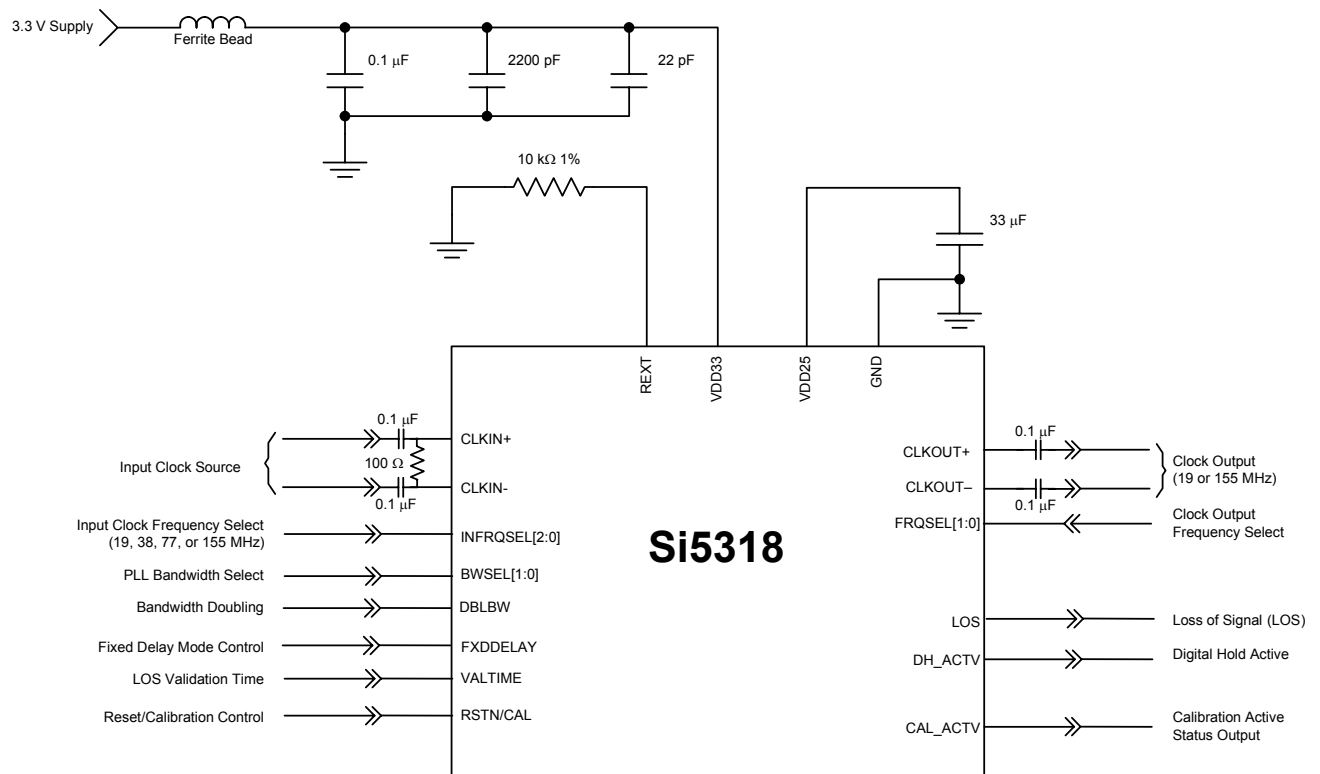 3.3 V Supply
Ferrite Bead
0.1 μF
2200 pF
22 pF
10 kΩ 1%
33 μF
REXT
VDD33
VDD25
GND
0.1 μF
CLKIN+
100 Ω
Input Clock Source
CLKIN-
0.1 μF
Input Clock Frequency Select
(19, 38, 77, or 155 MHz)
INFRQSEL[2:0]
PLL Bandwidth Select
BWSEL[1:0]
Bandwidth Doubling
DBLBW
Fixed Delay Mode Control
FXDDELAY
LOS Validation Time
VALTIME
Reset/Calibration Control
RSTN/CAL
Si5318
0.1 μF
CLKOUT+
Clock Output
(19 or 155 MHz)
CLKOUT–
0.1 μF
FRQSEL[1:0]
Clock Output
Frequency Select
LOS
Loss of Signal (LOS)
DH_ACTV
Digital Hold Active
CAL_ACTV
Calibration Active
Status Output